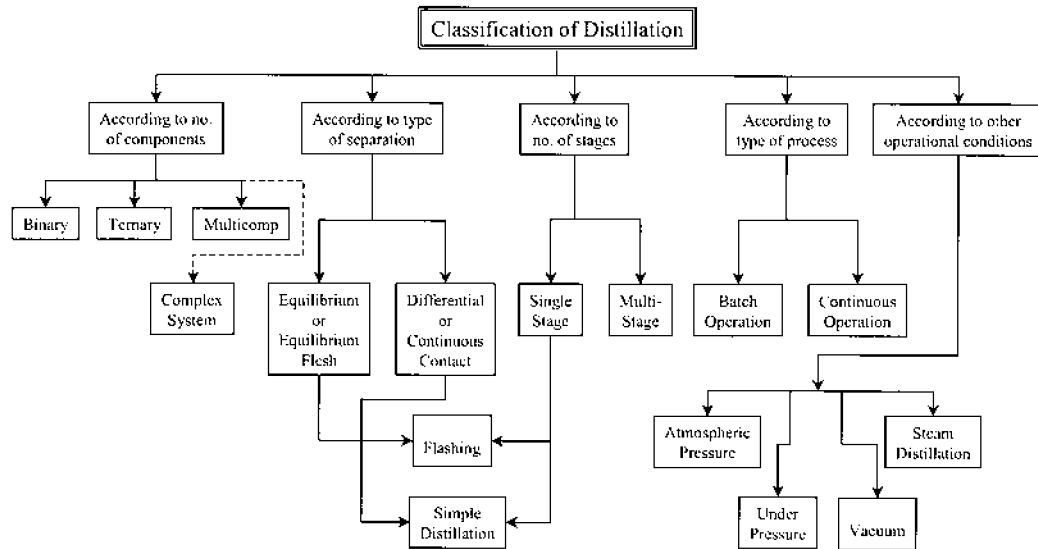 Classification of Distillation
According to no.
of components
According to type
of separation
According to
no. of stages
According to
type of process
According to other
operational conditions
Binary
Ternary
Multicomp
Complex
System
Equilibrium
or
Equilibrium
Flesh
Differential
or
Continuous
Contact
Single
Stage
Multi-
Stage
Batch
Operation
Continuous
Operation
Flashing
Simple
Distillation
Atmospheric
Pressure
Steam
Distillation
Under
Pressure
Vacuum